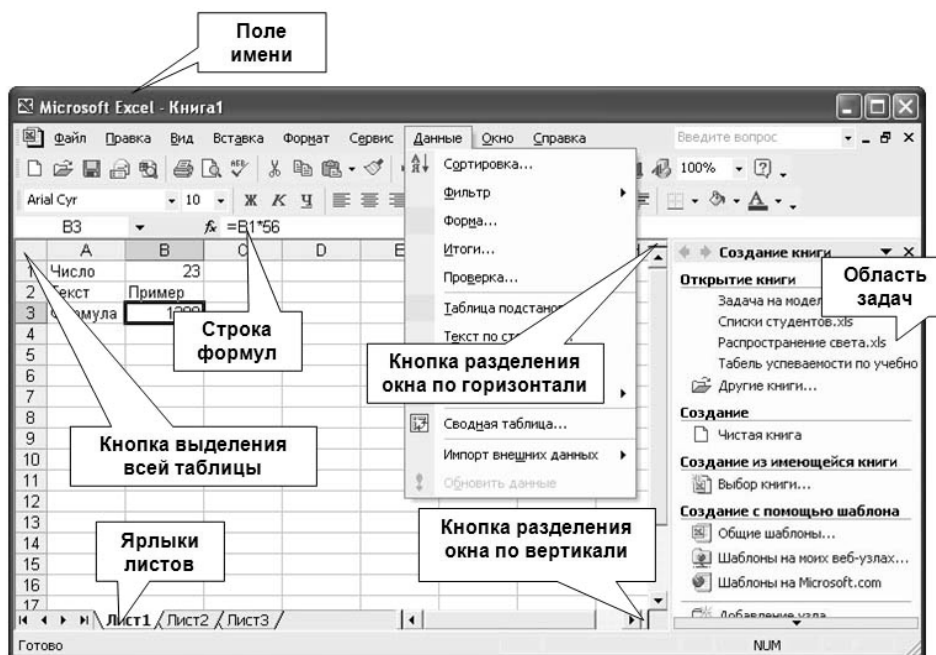 Поле
имени
Microsoft Excel - Книга1
Файл Правка Вид Вставка Формат Сервис Данные Окно Справка Введите вопрос
100%
Arial Cyr 10 Ж К Ч
B3 fx =B1*56
A B C D E
1 Число 23
2 Текст Пример
3
4
5
6
7
8
9
10
11
12
13
14
15
16
17
Сортировка...
Фильтр
Форма...
Итоги...
Проверка...
Таблица подстанов
Текст по ст
Сводная таблица...
Импорт внешних данных
Обновить данные
Строка
формул
Кнопка разделения
окна по горизонтали
Кнопка выделения
всей таблицы
Ярлыки
листов
Кнопка разделения
окна по вертикали
Область
задач
Создание книги
Открытие книги
Задача на модел
Списки студентов.xls
Распространение света.xls
Табель успеваемости по учебно
Другие книги...
Создание
Чистая книга
Создание из имеющейся книги
Выбор книги...
Создание с помощью шаблона
Общие шаблоны...
Шаблоны на моих веб-узлах...
Шаблоны на Microsoft.com
Добавление узла
Лист1 Лист2 Лист3
Готово NUM